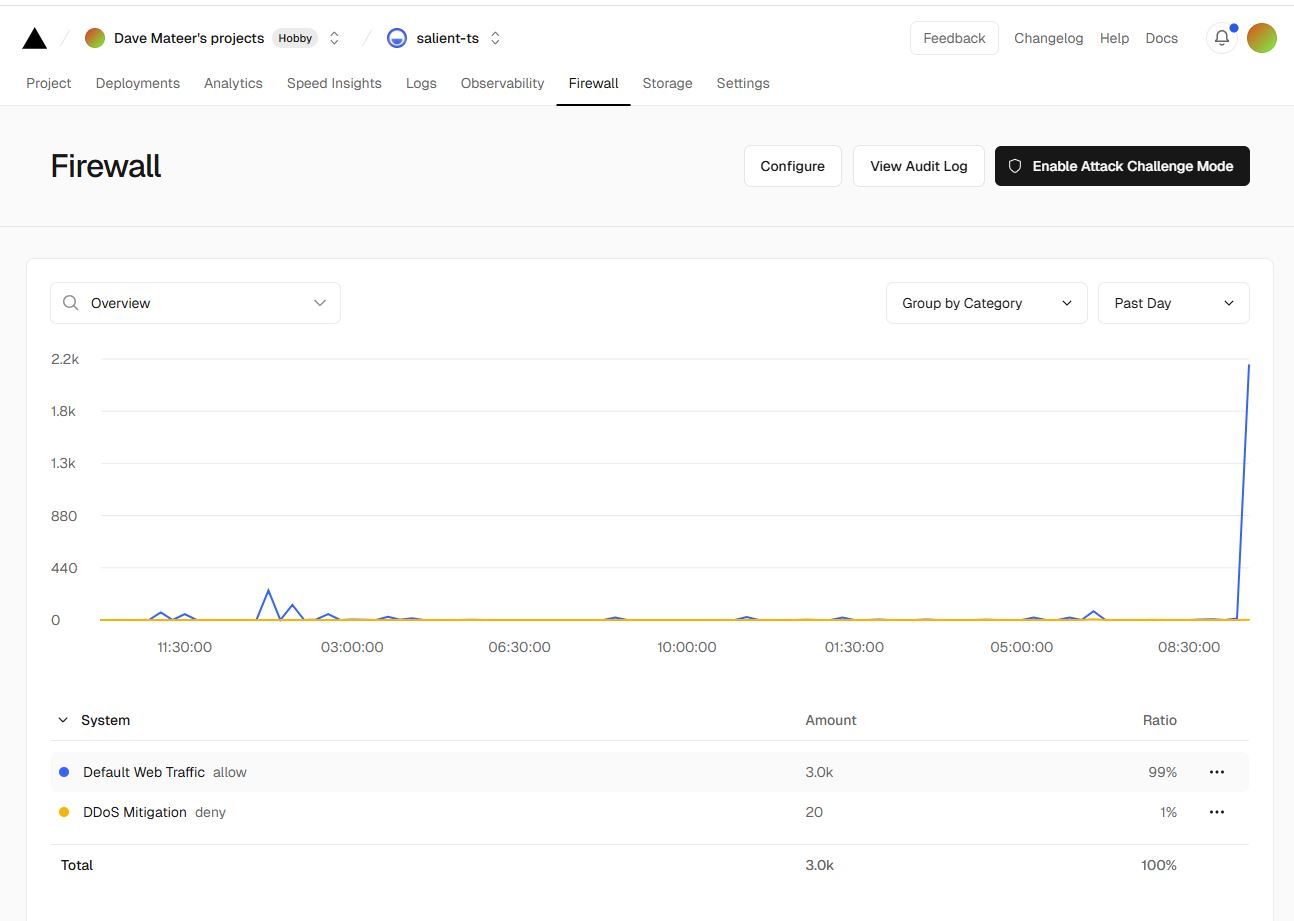 Dave Mateer's projects Hobby salient-ts Feedback Changelog Help Docs
Project Deployments Analytics Speed Insights Logs Observability Firewall Storage Settings
Firewall Configure View Audit Log Enable Attack Challenge Mode
Overview Group by Category Past Day
2.2k
1.8k
1.3k
880
440
0
11:30:00 03:00:00 06:30:00 10:00:00 01:30:00 05:00:00 08:30:00
System Amount Ratio
Default Web Traffic allow 3.0k 99%
DDoS Mitigation deny 20 1%
Total 3.0k 100%